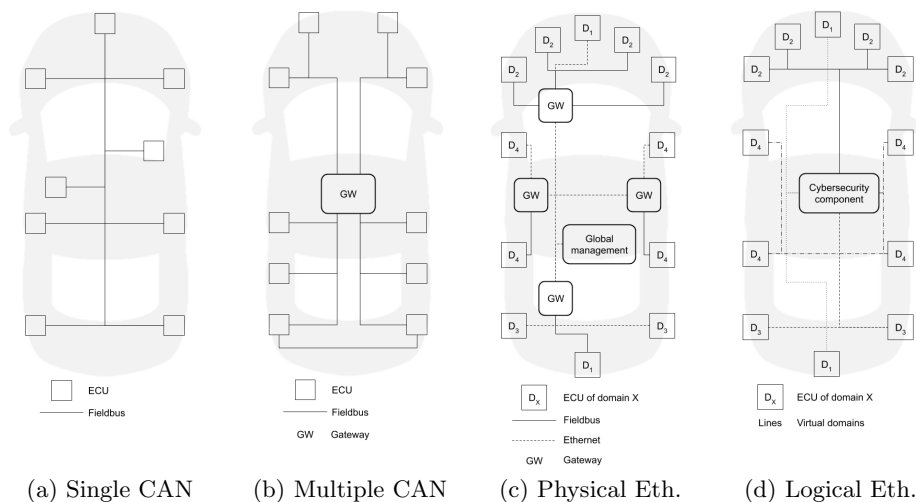 ECU
Fieldbus
(a) Single CAN
GW
ECU
Fieldbus
GW Gateway
(b) Multiple CAN
D1
D2 D2
D2 D2
GW
D4 D4
GW GW
Global
management
D4 D4
GW
D3 D3
D1
DX ECU of domain X
Fieldbus
Ethernet
GW Gateway
(c) Physical Eth.
D1
D2 D2
D2 D2
D4 D4
Cybersecurity
component
D4 D4
D3 D3
D1
DX ECU of domain X
Lines Virtual domains
(d) Logical Eth.